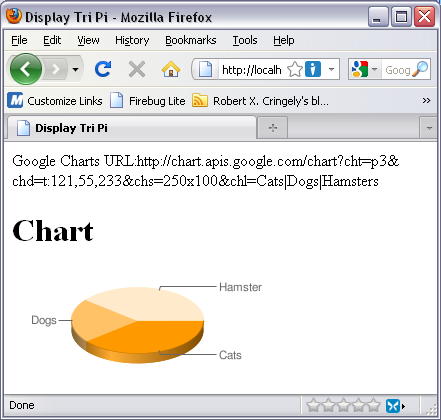 Display Tri Pi - Mozilla Firefox
File Edit View History Bookmarks Tools Help
http://localh Goog
Customize Links Firebug Lite Robert X. Cringely's bl...
Display Tri Pi
Google Charts URL:http://chart.apis.google.com/chart?cht=p3&
chd=t:121,55,233&chs=250x100&chl=Cats|Dogs|Hamsters
Chart
Hamster
Dogs
Cats
Done